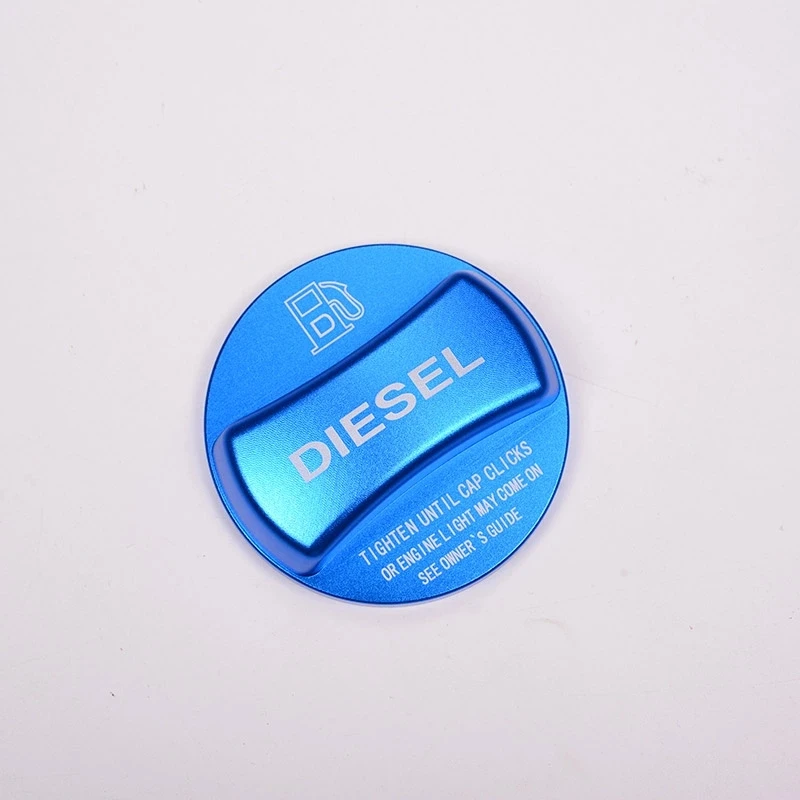 D
DIESEL
TIGHTEN UNTIL CAP CLICKS
OR ENGINE LIGHT MAY COME ON
SEE OWNER`S GUIDE